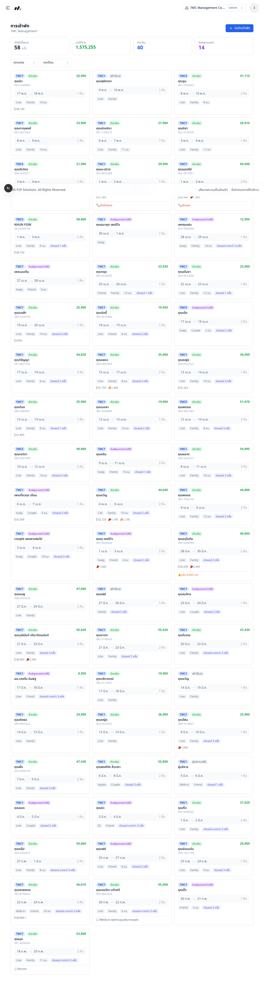 TMC Management Co.... OWNER I
การเข้าพัก
TMC Management
บันทึกเข้าพัก
เข้าพักทั้งหมด
58 ครั้ง
รายได้รวม
1,575,255
ชำระเงิน
40
อินฟลูเอนเซอร์
14
ทุกแปลง
ทุกเดือน
TMC7 ชำระเงิน 25,900
คุณนิว
095-2349890
17 พ.ค. → 18 พ.ค. 1 คืน
Line Family 10 คน
4,140
TMC1 ฟรี (อื่นๆ)
คุณสุพัตตรา
9 พ.ค. → 10 พ.ค. 1 คืน
Line Family
TMC5 ชำระเงิน 41,110
คุณจูน
061-2395455
8 พ.ค. → 10 พ.ค. 2 คืน
Line Family 8 คน
TMC7 ชำระเงิน 33,900
คุณภาณุพงศ์
083-2631666
8 พ.ค. → 9 พ.ค. 1 คืน
Line Family 14 คน
TMC1 ชำระเงิน 27,900
คุณนัดชนิชา
097-1399270
6 พ.ค. → 7 พ.ค. 1 คืน
Line Family 11 คน
TMC7 ชำระเงิน 26,910
คุณชิสา
062-4154299
3 พ.ค. → 4 พ.ค. 1 คืน
Line Family 11 คน
TMC5 ชำระเงิน 21,900
คุณชัยวัตร
094-2635511
3 พ.ค. → 4 พ.ค. 1 คืน
TMC1 ชำระเงิน 29,900
คุณมะปราง
063-8833388
1 พ.ค. → 2 พ.ค. 1 คืน
1,360
แก้วไวน์แตก
TMC7 ชำระเงิน 65,000
คุณนุชจรีย์
062-4919951
1 พ.ค. → 3 พ.ค. 2 คืน
2,000 1,380
แก้วแตก
26 P2P Solutions. All Rights Reserved.
นโยบายความเป็นส่วนตัว ข้อกำหนดการให้บริการ
TMC5 ชำระเงิน 58,800
KHUN FOIK
063-6366199
1 พ.ค. → 3 พ.ค. 2 คืน
Line Family 8 คน บัตเลอร์ 1 ครั้ง
4,720
TMC1 อินฟลูเอนเซอร์ (ฟรี)
คุณธนายุต เพจรีวิว
30 เม.ย. → 1 พ.ค. 1 คืน
อินฟลู
TMC7 อินฟลูเอนเซอร์ (ฟรี) 12,950
เพจคุณฝน
092-9068049
28 เม.ย. → 29 เม.ย. 1 คืน
อินฟลู Family 14 คน บัตเลอร์ มากกว่า 3 ครั้ง
TMC7 อินฟลูเอนเซอร์ (ฟรี)
เพจเมมเต็ม
27 เม.ย. → 28 เม.ย. 1 คืน
อินฟลู Friend 6 คน
TMC7 ชำระเงิน 23,920
คุณกฤษ
089-8234005
25 เม.ย. → 26 เม.ย. 1 คืน
Friend Family 13 คน บัตเลอร์ 1 ครั้ง
TMC1 ชำระเงิน 23,900
คุณอโนชา
064-4523895
22 เม.ย. → 23 เม.ย. 1 คืน
Line Family 12 คน บัตเลอร์ 1 ครั้ง
TMC7 ชำระเงิน 25,900
คุณกอฟ้า
084-2428795
19 เม.ย. → 20 เม.ย. 1 คืน
Line Family 10 คน บัตเลอร์ 3 ครั้ง
783
TMC7 ชำระเงิน 19,920
คุณนัตตี้
096-9616466
18 เม.ย. → 19 เม.ย. 1 คืน
Line Friend 8 คน บัตเลอร์ 2 ครั้ง
TMC5 อินฟลูเอนเซอร์ (ฟรี)
คุณเอ็ก
17 เม.ย. → 19 เม.ย. 2 คืน
อินฟลู Couple 2 คน บัตเลอร์ 2 ครั้ง
TMC1 ชำระเงิน 44,820
คุณวิรัญญา
081-8627555
17 เม.ย. → 19 เม.ย. 2 คืน
Line Family 6 คน บัตเลอร์ 2 ครั้ง
TMC7 ชำระเงิน 25,900
คุณแพรว
084-2893656
15 เม.ย. → 17 เม.ย. 2 คืน
Line Family 8 คน บัตเลอร์ 3 ครั้ง
1,755 1,380
TMC1 ชำระเงิน 26,900
คุณหญิง
064-0922922
13 เม.ย. → 14 เม.ย. 1 คืน
Line Family 10 คน บัตเลอร์ 3 ครั้ง
1,263
TMC7 ชำระเงิน 25,900
คุณกันต
086-0684961
12 เม.ย. → 13 เม.ย. 1 คืน
Line Family 8 คน บัตเลอร์ 1 ครั้ง
1,895
TMC1 ชำระเงิน 19,900
คุณเมขลา
084-3008889
12 เม.ย. → 13 เม.ย. 1 คืน
Line Family 10 คน บัตเลอร์ 2 ครั้ง
TMC5 ชำระเงิน 51,670
คุณพรรณ
094-5851965
12 เม.ย. → 14 เม.ย. 2 คืน
Line Family 8 คน บัตเลอร์ 3 ครั้ง
TMC5 ชำระเงิน 49,800
คุณกรวิกา
085-9997999
10 เม.ย. → 12 เม.ย. 2 คืน
Line Family 10 คน บัตเลอร์ 3 ครั้ง
TMC7 อินฟลูเอนเซอร์ (ฟรี)
คุณครีม
9 เม.ย. → 11 เม.ย. 2 คืน
อินฟลู Friend 10 คน บัตเลอร์ 1 ครั้ง
TMC1 ชำระเงิน 54,995
คุณหยาง
099-4424747
8 เม.ย. → 11 เม.ย. 3 คืน
Line Family 10 คน บัตเลอร์ 2 ครั้ง
TMC1 อินฟลูเอนเซอร์ (ฟรี)
เพจเที่ยวทุก เดือน
6 เม.ย. → 7 เม.ย. 1 คืน
อินฟลู Couple 5 คน บัตเลอร์ 2 ครั้ง
1,006
TMC7 ชำระเงิน 44,640
คุณขวัญ
4 เม.ย. → 6 เม.ย. 2 คืน
Call Family 10 คน บัตเลอร์ 2 ครั้ง
2,720 1,180 1,100
TMC1 ชำระเงิน 44,800
คุณพลอย
087-7042140
4 เม.ย. → 6 เม.ย. 2 คืน
Line Family 12 คน บัตเลอร์ 2 ครั้ง
TMC7 อินฟลูเอนเซอร์ (ฟรี)
couple เพจพาแฟนไป
3 เม.ย. → 4 เม.ย. 1 คืน
อินฟลู Couple 18 คน บัตเลอร์ 2 ครั้ง
TMC7 อินฟลูเอนเซอร์ (ฟรี)
คุณชุ เพจรีวิว
065-9569436
1 เม.ย. → 3 เม.ย. 2 คืน
อินฟลู Friend 4 คน บัตเลอร์ 2 ครั้ง
1,000
TMC7 ชำระเงิน 46,800
คุณอรุโนทัย
090-5496999
28 มี.ค. → 30 มี.ค. 2 คืน
Line Family บัตเลอร์ 2 ครั้ง
2,059 2,000
ปรับ 4,000 บาท
TMC7 ชำระเงิน 47,840
คุณชมพู
098-2956230
27 มี.ค. → 29 มี.ค. 2 คืน
Line Family
TMC1 ฟรี (อื่นๆ)
คุณเฟย์
27 มี.ค. → 28 มี.ค. 1 คืน
Family บัตเลอร์ 2 ครั้ง
TMC7 อินฟลูเอนเซอร์ (ฟรี)
คุณณภัทร
23 มี.ค. → 24 มี.ค. 1 คืน
Line Couple บัตเลอร์ 2 ครั้ง
TMC7 ชำระเงิน 55,620
คุณวุฒินันท์ เตียววัฒนนันท์
21 มี.ค. → 23 มี.ค. 2 คืน
Line Family บัตเลอร์ 3 ครั้ง
4,864 2,500
TMC7 ชำระเงิน 55,620
คุณอากง
082-5196626
21 มี.ค. → 23 มี.ค. 2 คืน
Line Family บัตเลอร์ 2 ครั้ง
TMC1 ชำระเงิน 47,430
คุณใบเตย
20 มี.ค. → 22 มี.ค. 2 คืน
Line Family บัตเลอร์ มากกว่า 3 ครั้ง
TMC1 อินฟลูเอนเซอร์ (ฟรี) 9,950
ผอ.แตงโม อินฟลู
17 มี.ค. → 18 มี.ค. 1 คืน
Line Friend บัตเลอร์ มากกว่า 3 ครั้ง
TMC7 ชำระเงิน 19,900
คุณวชิราภรณ์
086-4113041
17 มี.ค. → 18 มี.ค. 1 คืน
Line Family
TMC1 ฟรี (อื่นๆ)
คุณขวัญ
14 มี.ค. → 15 มี.ค. 1 คืน
Line Family
TMC1 ชำระเงิน 24,900
คุณภัคพล
089-8905222
14 มี.ค. → 15 มี.ค. 1 คืน
Line Family
TMC1 ชำระเงิน 26,900
คุณหญิง
064-0922922
13 มี.ค. → 14 มี.ค. 1 คืน
Line Family
TMC7 ชำระเงิน 25,900
คุณโฟม
089-9218807
9 มี.ค. → 10 มี.ค. 1 คืน
Line Family บัตเลอร์ 3 ครั้ง
1,000
TMC7 ชำระเงิน 47,430
คุณผึ้ง
062-6959156
7 มี.ค. → 9 มี.ค. 2 คืน
Line Family บัตเลอร์ 3 ครั้ง
TMC1 ชำระเงิน 55,800
คุณพงศ์ภัค ลิ่วเวหา
6 มี.ค. → 8 มี.ค. 2 คืน
Agoda Couple บัตเลอร์ 3 ครั้ง
TMC1 ผู้บริหาร (ฟรี)
ผู้บริหาร
5 มี.ค. → 6 มี.ค. 1 คืน
Walk-in Friend บัตเลอร์ 1 ครั้ง
TMC1 อินฟลูเอนเซอร์ (ฟรี)
คุณออด
4 มี.ค. → 5 มี.ค. 1 คืน
Line Couple บัตเลอร์ 2 ครั้ง
TMC7 อินฟลูเอนเซอร์ (ฟรี)
คุณนิว
3 มี.ค. → 4 มี.ค. 1 คืน
IG Friend บัตเลอร์ มากกว่า 3 ครั้ง
TMC1 ชำระเงิน 37,620
คุณกิ๊ก
092-6496565
1 มี.ค. → 3 มี.ค. 2 คืน
Line Family บัตเลอร์ มากกว่า 3 ครั้ง
TMC7 ชำระเงิน 59,800
คุณกรุ๊ป
094-4244472
27 ก.พ. → 1 มี.ค. 2 คืน
Line Family 8 คน บัตเลอร์ มากกว่า 3 ครั้ง
TMC7 อินฟลูเอนเซอร์ (ฟรี)
คุณเฟย์
25 ก.พ. → 27 ก.พ. 2 คืน
Line Friend 8 คน บัตเลอร์ 2 ครั้ง
TMC1 ชำระเงิน 20,900
คุณจ๋อมแจ๋ม
094-1867799
23 ก.พ. → 24 ก.พ. 1 คืน
Line Family 9 คน บัตเลอร์ 3 ครั้ง
TMC7 ชำระเงิน 56,810
คุณสวพรรณ
083-8796624
22 ก.พ. → 24 ก.พ. 2 คืน
Walk-in Friend 18 คน บัตเลอร์ มากกว่า 3 ครั้ง
9,806.1
TMC7 ชำระเงิน 55,000
คุณเจนจิรา แก้วศรี
090-9842454
20 ก.พ. → 22 ก.พ. 2 คืน
Line Family 6 คน บัตเลอร์ มากกว่า 3 ครั้ง
ที่พักดีมาก พนักงานดูแลดีมากๆเลยค่ะ
TMC1 อินฟลูเอนเซอร์ (ฟรี)
คุณบิ๊ก
20 ก.พ. → 21 ก.พ. 1 คืน
Friend 3 คน บัตเลอร์ 2 ครั้ง
TMC7 ชำระเงิน 53,800
คุณนุก
081-4694456
18 ก.พ. → 20 ก.พ. 2 คืน
Line Family 11 คน บัตเลอร์ มากกว่า 3 ครั้ง
ตักบาตร